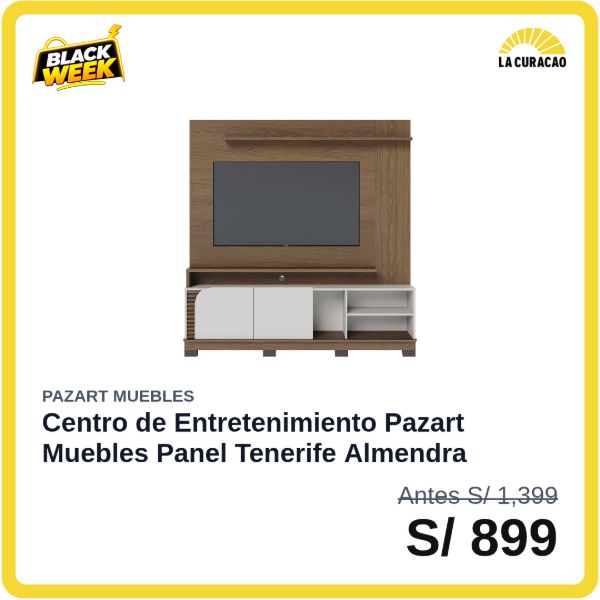 BLACK
WEEK
LA CURACAO
PAZART MUEBLES
Centro de Entretenimiento Pazart
Muebles Panel Tenerife Almendra
Antes S/ 1,399
S/ 899